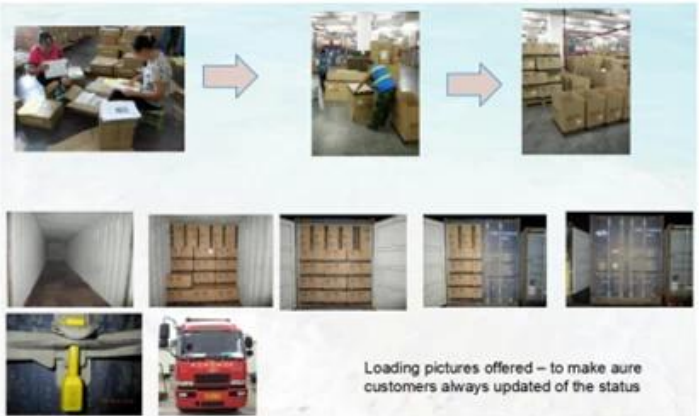 Loading pictures offered – to make aure
customers always updated of the status